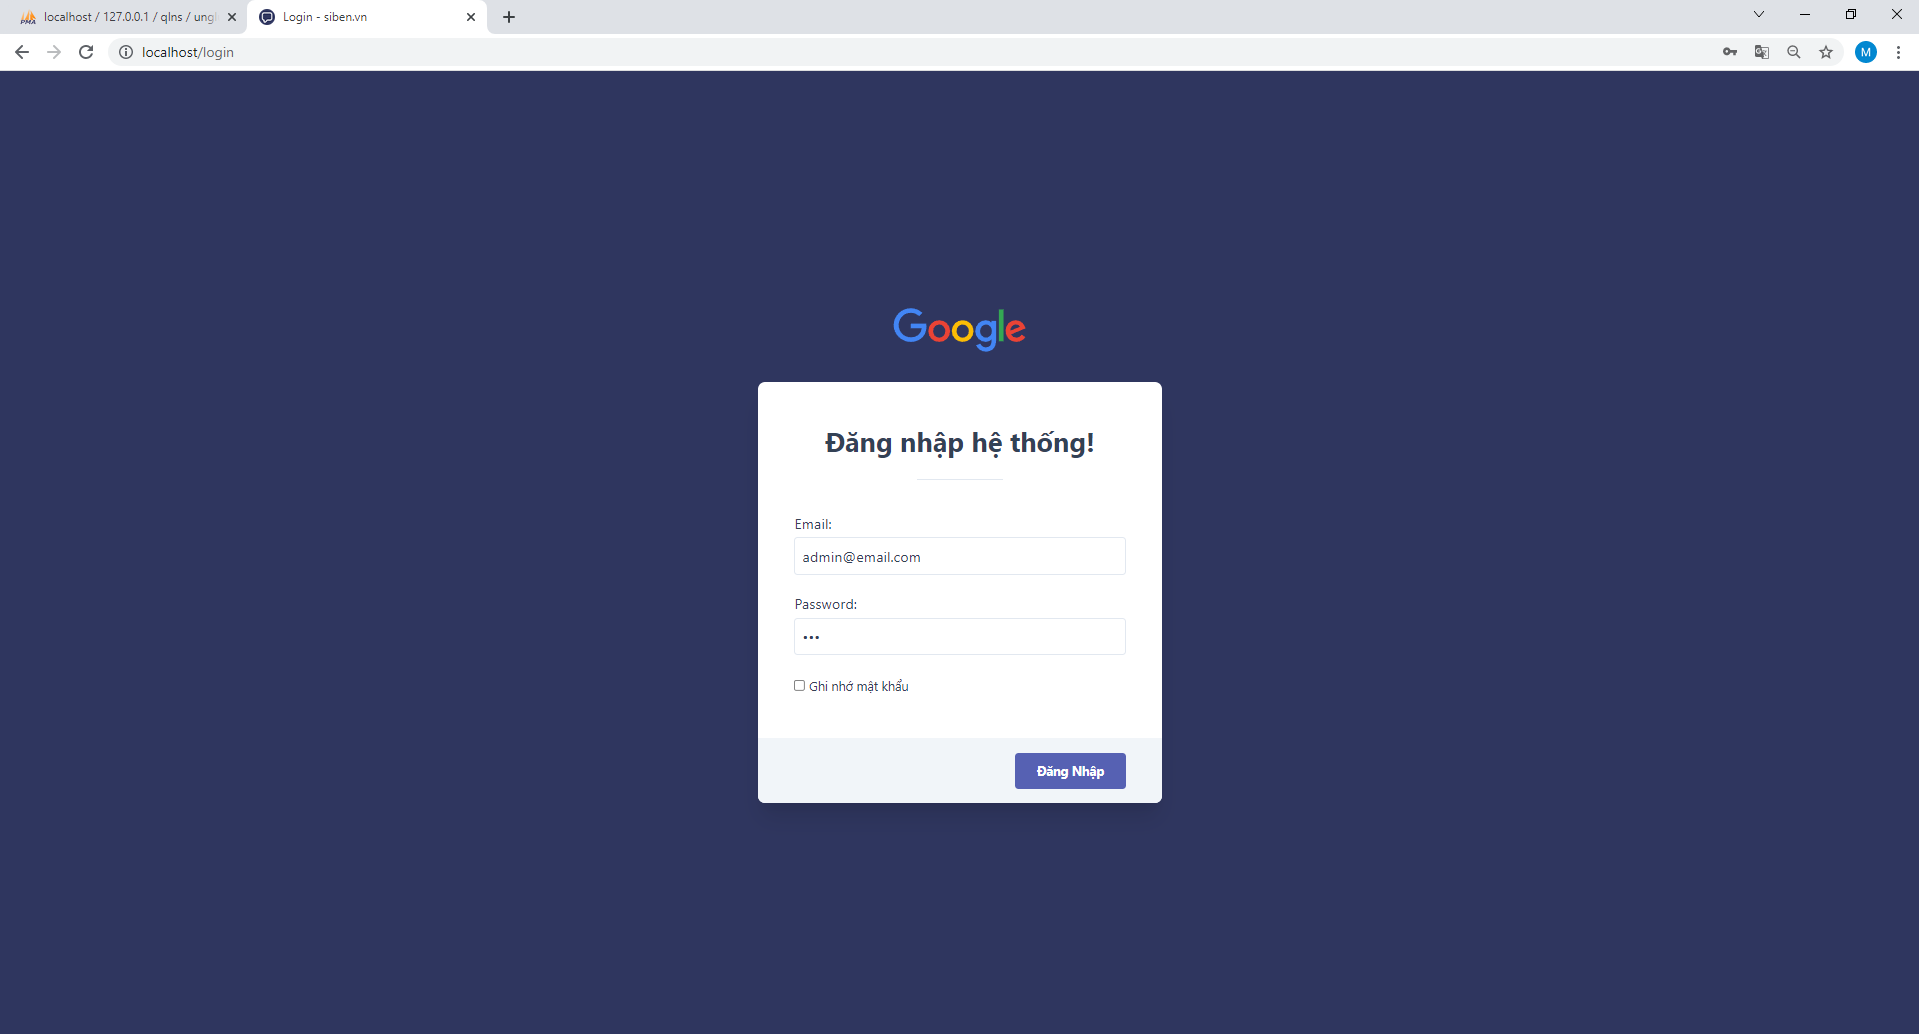 localhost / 127.0.0.1 / qlns / ung
Login - siben.vn
localhost/login
M
Google
Đăng nhập hệ thống!
Email:
admin@email.com
Password:
•••
Ghi nhớ mật khẩu
Đăng Nhập